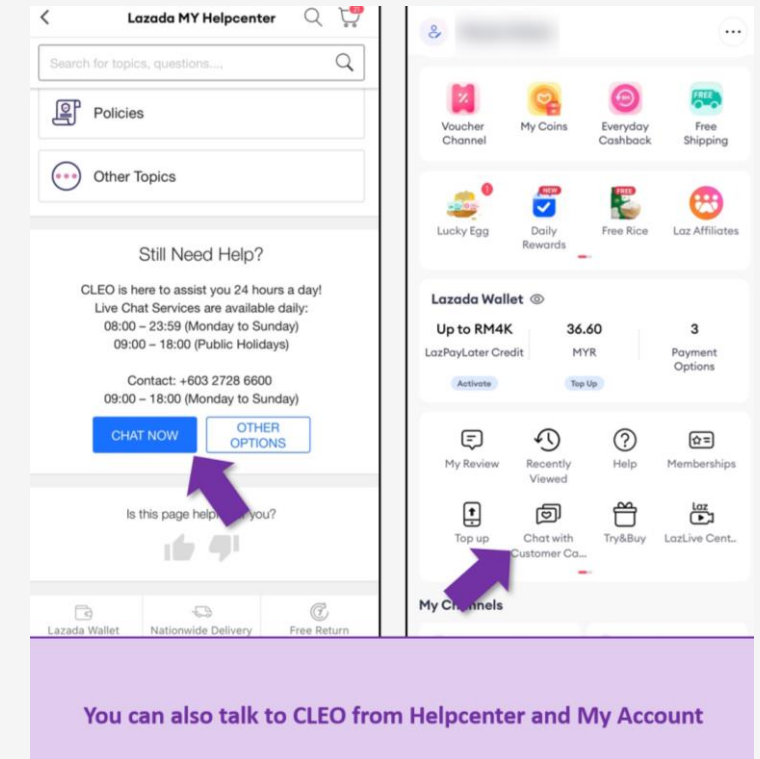 Lazada MY Helpcenter
Search for topics, questions...,
Policies
Other Topics
Still Need Help?
CLEO is here to assist you 24 hours a day!
Live Chat Services are available daily:
08:00 – 23:59 (Monday to Sunday)
09:00 – 18:00 (Public Holidays)
Contact: +603 2728 6600
09:00 – 18:00 (Monday to Sunday)
CHAT NOW
OTHER
OPTIONS
Is this page you?
Lazada Wallet
Nationwide Delivery
Free Return
FREE
Voucher
Channel
My Coins
Everyday
Cashback
Free
Shipping
NEW
FREE
Lucky Egg
Daily
Rewards
Free Rice
Laz Affiliates
Lazada Wallet
Up to RM4K
36.60
3
LazPayLater Credit
MYR
Payment
Options
Activate
Top Up
My Review
Recently
Viewed
Help
Memberships
Laz
Top up
Chat with
Customer Ca...
Try&Buy
LazLive Cent..
My
You can also talk to CLEO from Helpcenter and My Account